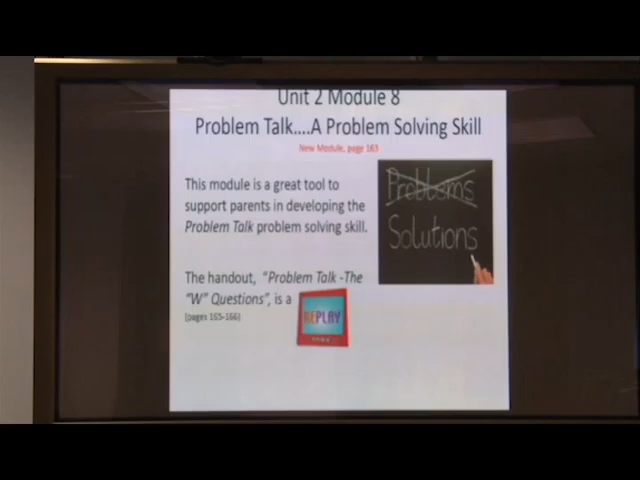 Unit 2 Module 8
Problem Talk....A Problem Solving Skill
New Module, page 163
This module is a great tool to
support parents in developing the
Problem Talk problem solving skill.
Problems
Solutions
The handout, "Problem Talk -The
"W" Questions", is a
(pages 165-166)
REPLAY